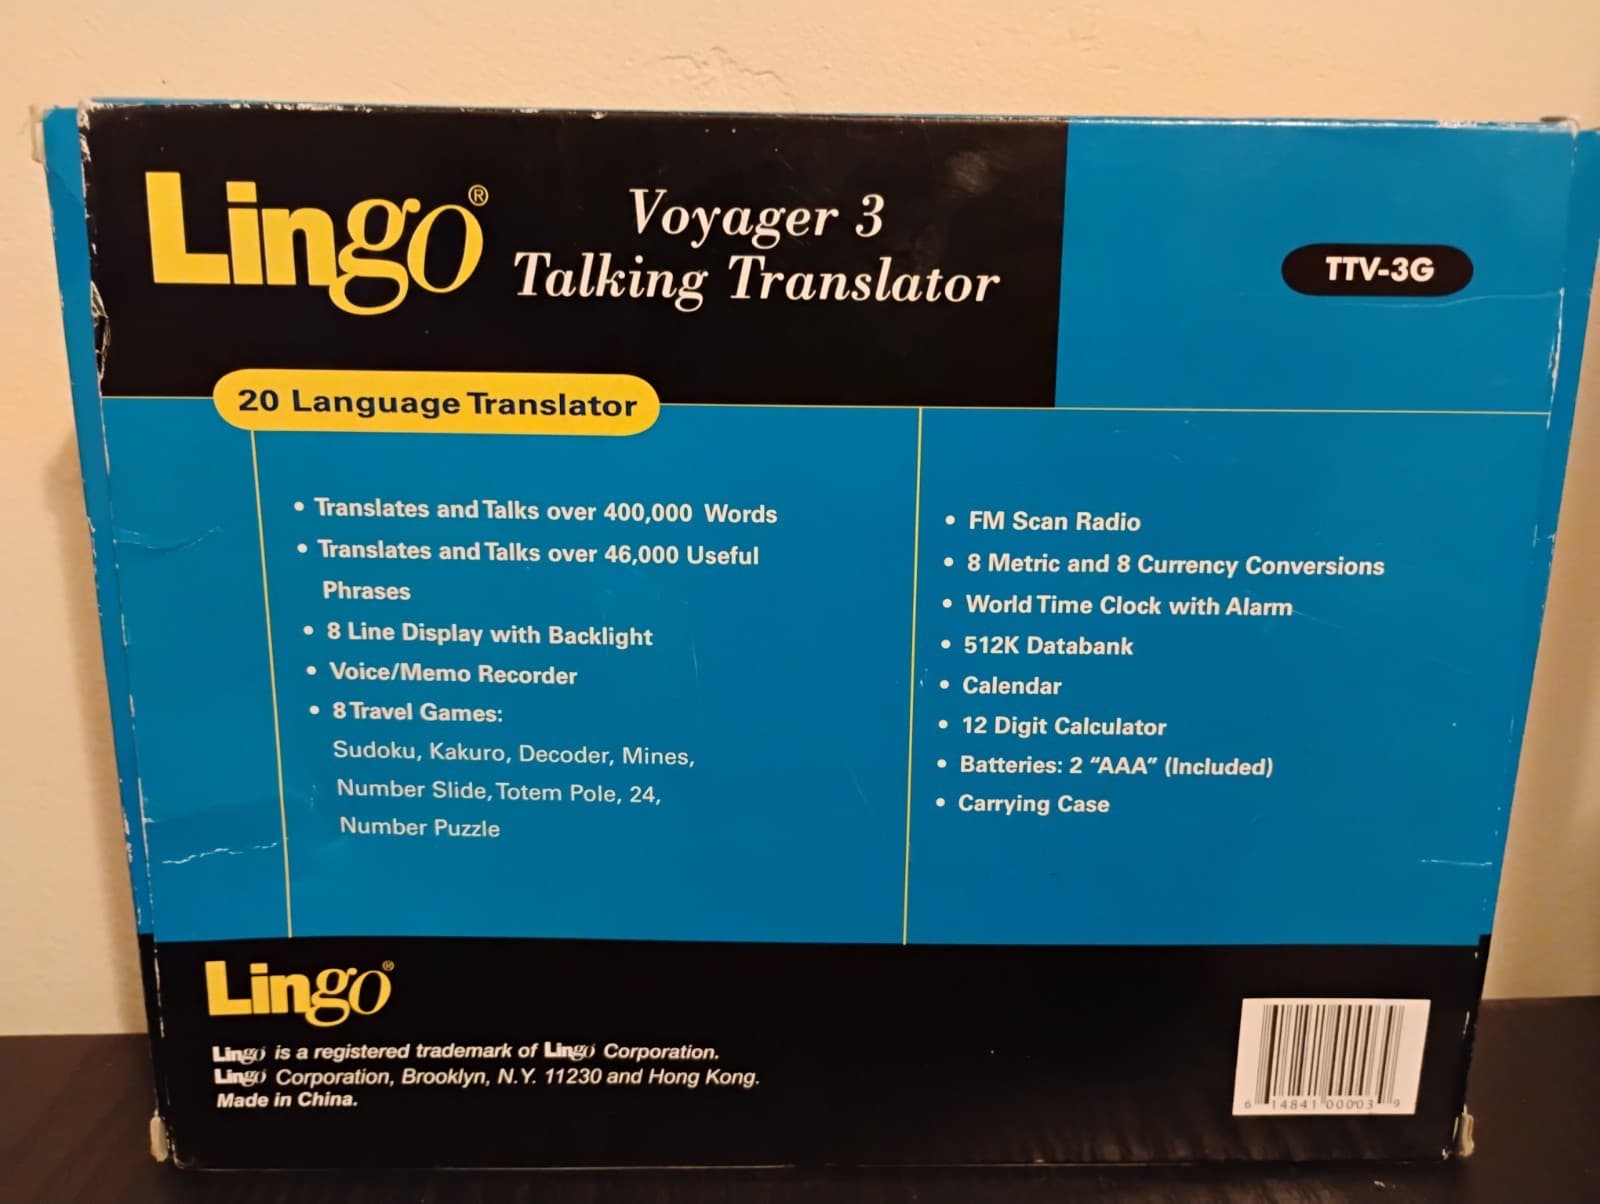 Lingo®
Voyager 3
Talking Translator
TTV-3G
20 Language Translator
• Translates and Talks over 400,000 Words
• Translates and Talks over 46,000 Useful
Phrases
• 8 Line Display with Backlight
• Voice/Memo Recorder
• 8 Travel Games:
Sudoku, Kakuro, Decoder, Mines,
Number Slide, Totem Pole, 24,
Number Puzzle
• FM Scan Radio
• 8 Metric and 8 Currency Conversions
• World Time Clock with Alarm
• 512K Databank
• Calendar
• 12 Digit Calculator
• Batteries: 2 “AAA” (Included)
• Carrying Case
Lingo®
Lingo is a registered trademark of Lingo Corporation.
Lingo Corporation, Brooklyn, N.Y. 11230 and Hong Kong.
Made in China.
6 14841 00003 9